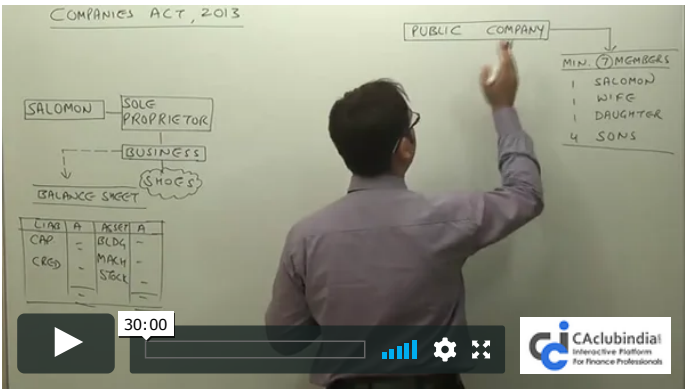 COMPANIES ACT, 2013
PUBLIC COMPANY
MIN. 7 MEMBERS
1 SALOMON
1 WIFE
1 DAUGHTER
4 SONS
SALOMON
SOLE
PROPRIETOR
BUSINESS
SHOES
BALANCE SHEET
LIAB A ASSET A
CAP = BLDG -
CRED - MACH -
STOCK -
= =
30:00
CAclubindia
Interactive Platform
For Finance Professionals